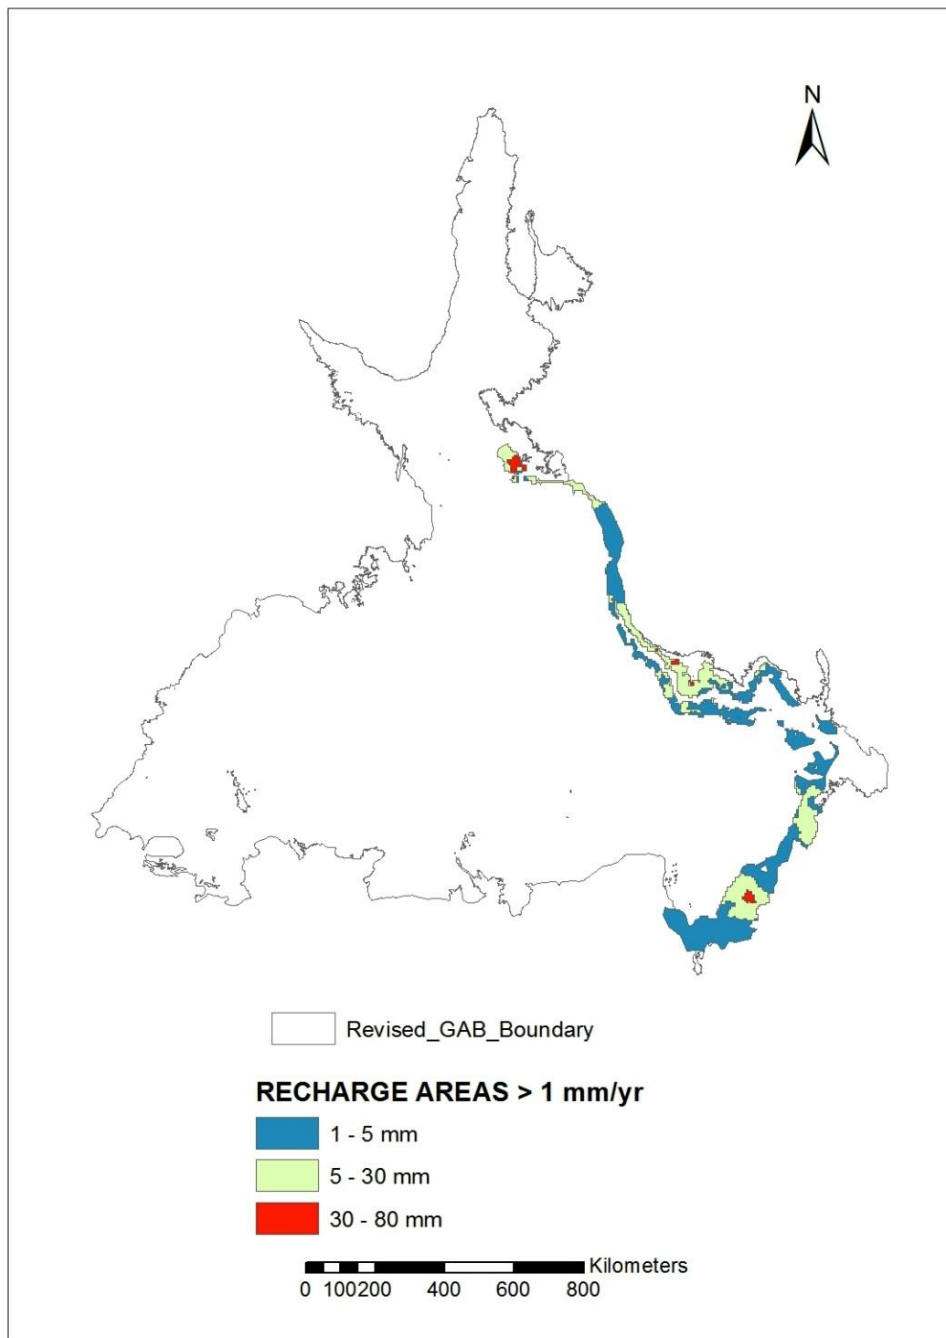 N
Revised_GAB_Boundary
RECHARGE AREAS > 1 mm/yr
1 - 5 mm
5 - 30 mm
30 - 80 mm
Kilometers
0 100200 400 600 800